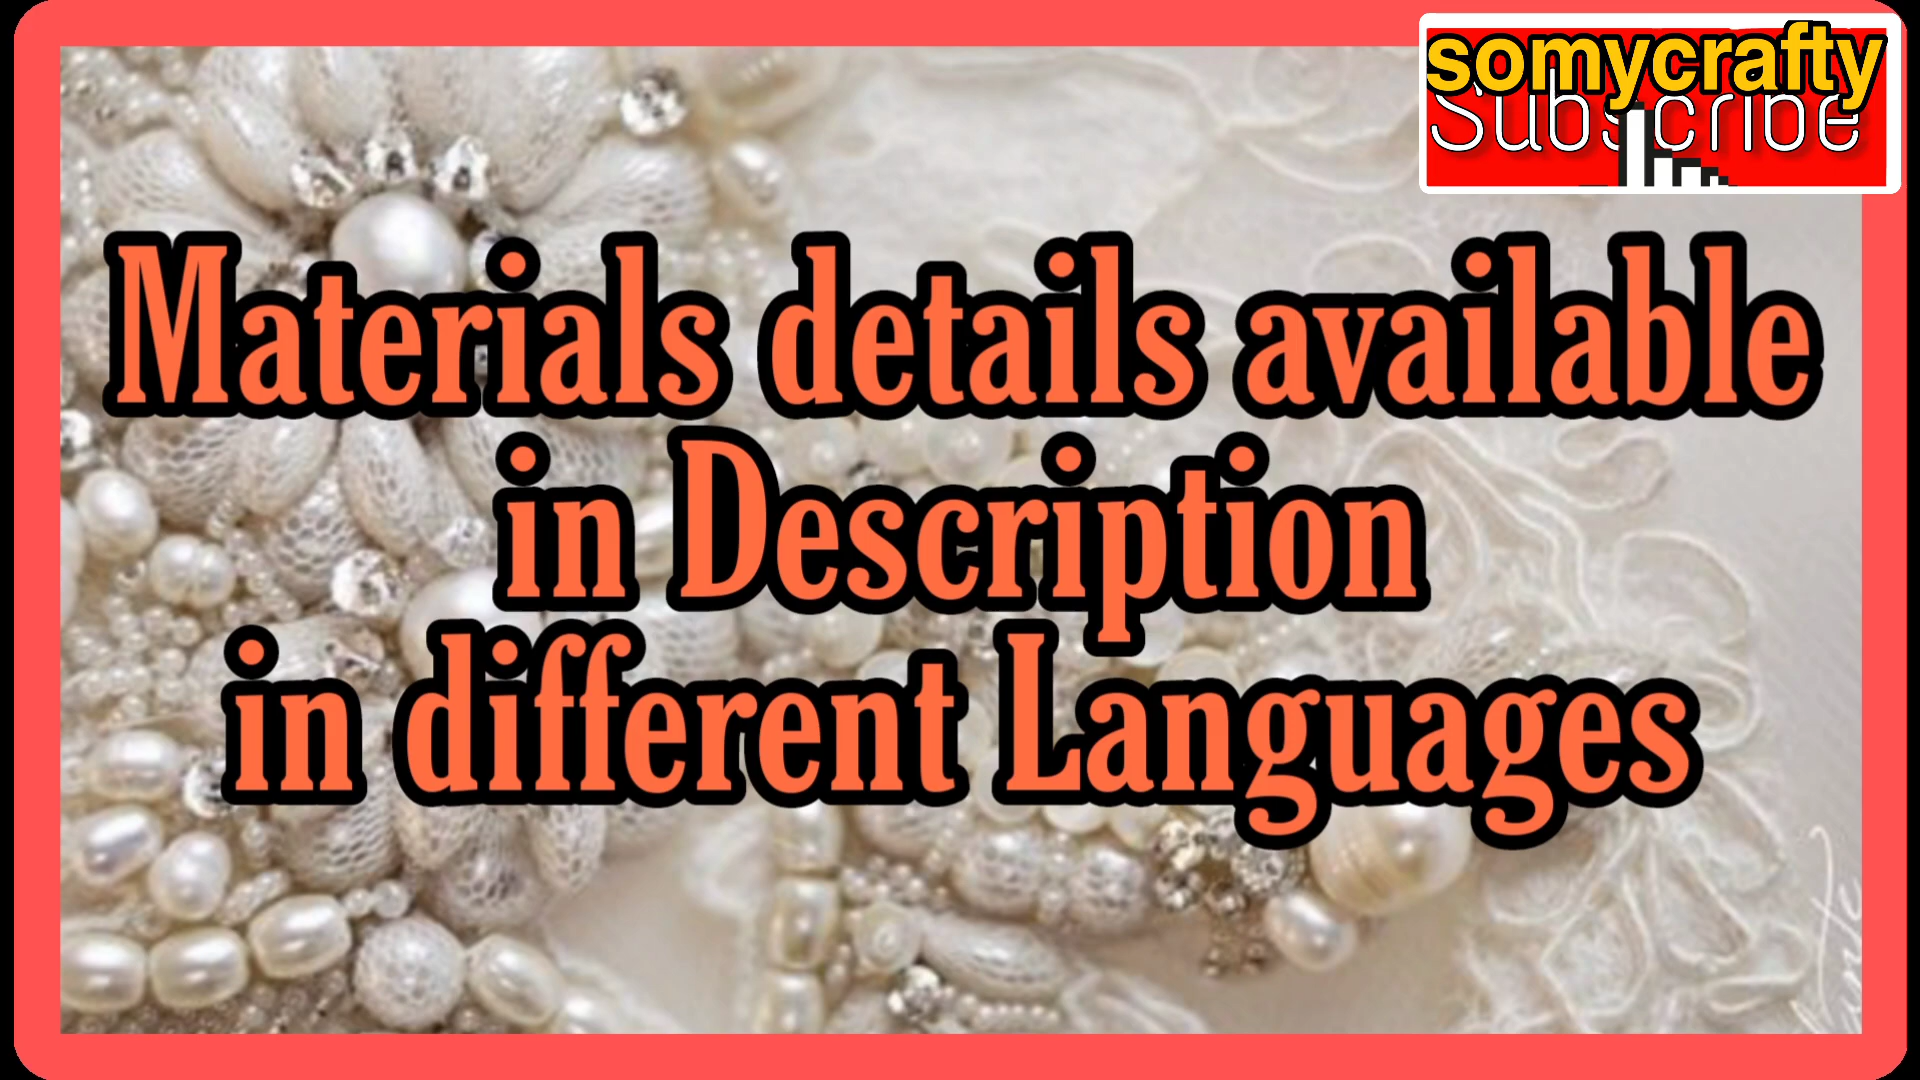 somycrafty
Subscribe
Materials details available
in Description
in different Languages